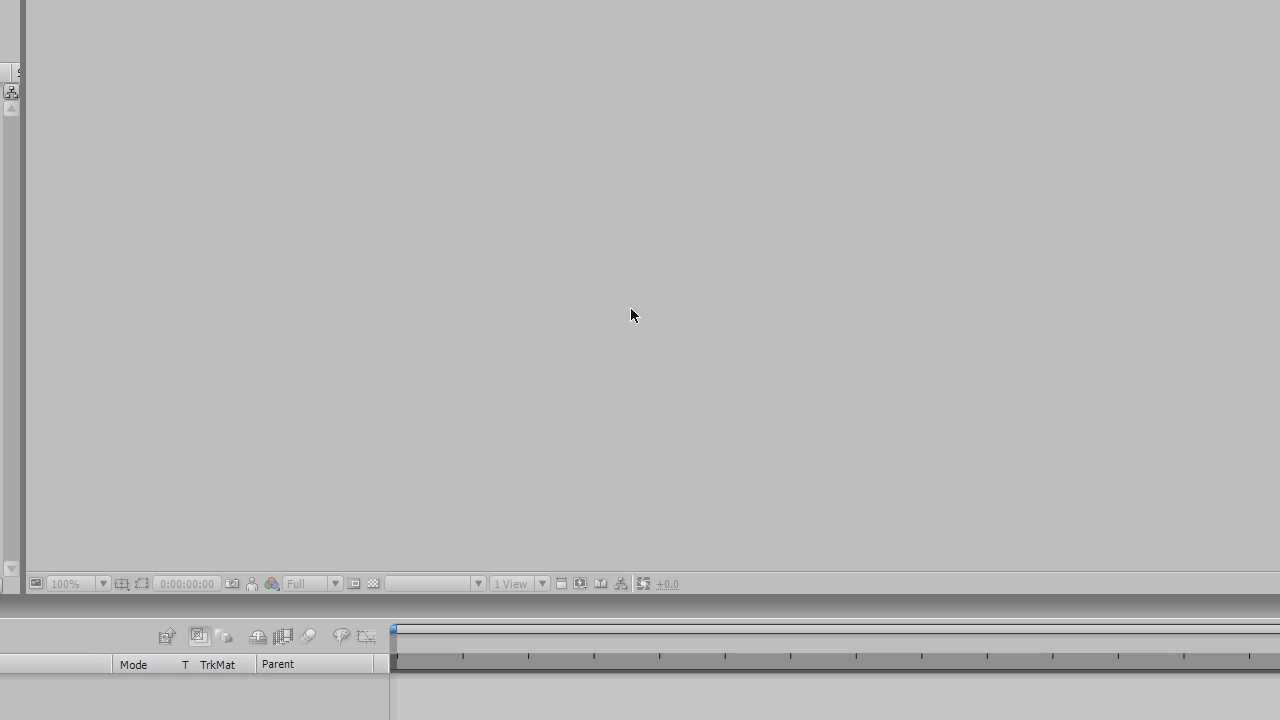 100%
0:00:00:00
Full
1 View
+0.0
Mode T TrkMat Parent